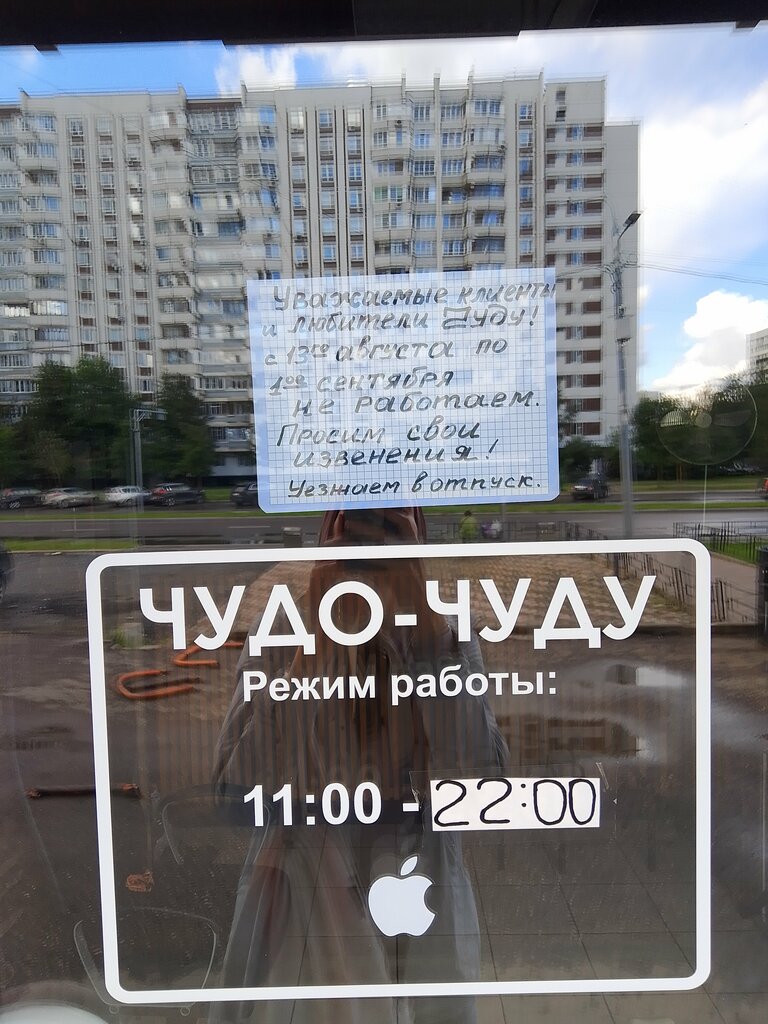 Уважаемые клиенты
и любители Чуду!
с 13го августа по
1ое сентября
не работаем.
Просим свои
извенения!
Уезжаем в отпуск.
ЧУДО-ЧУДУ
Режим работы:
11:00 - 22:00